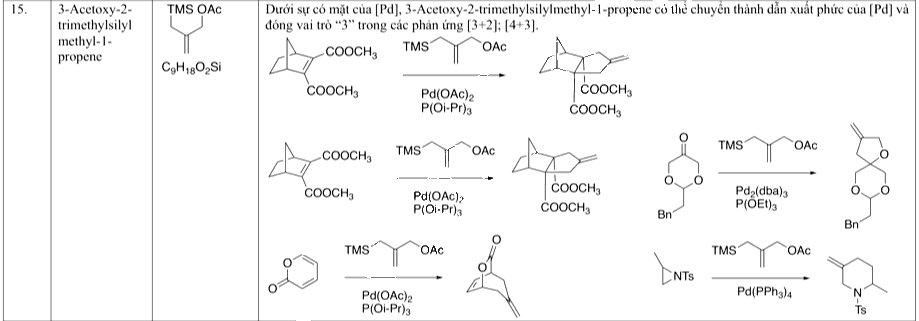 15.
3-Acetoxy-2-
trimethylsilyl
methyl-1-
propene
TMS OAc
C9H18O2Si
Dưới sự có mặt của [Pd], 3-Acetoxy-2-trimethylsilylmethyl-1-propene có thể chuyển thành dẫn xuất phức của [Pd] và
đóng vai trò “3” trong các phản ứng [3+2]; [4+3].
COOCH3
COOCH3
TMS OAc
Pd(OAc)2
P(Oi-Pr)3
COOCH3
COOCH3
COOCH3
COOCH3
TMS OAc
Pd(OAc)2
P(Oi-Pr)3
COOCH3
COOCH3
O
O O
Bn
TMS OAc
Pd2(dba)3
P(OEt)3
O
O O
Bn
O
O
TMS OAc
Pd(OAc)2
P(Oi-Pr)3
O
O
NTs
TMS OAc
Pd(PPh3)4
N
Ts